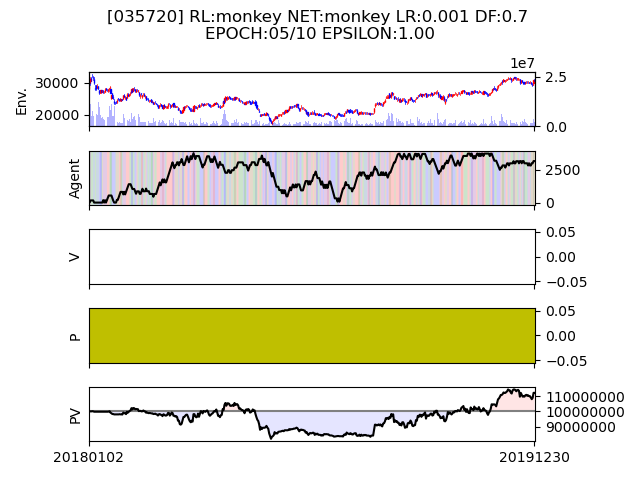 [035720] RL:monkey NET:monkey LR:0.001 DF:0.7
EPOCH:05/10 EPSILON:1.00
1e7
Env.
30000
20000
2.5
0.0
Agent
2500
0
V
0.05
0.00
−0.05
P
0.05
0.00
−0.05
PV
110000000
100000000
90000000
20180102
20191230